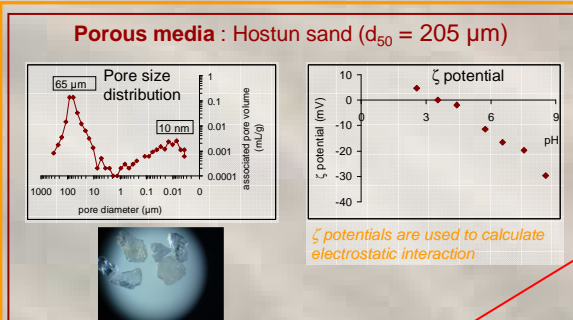 Porous media : Hostun sand (d50 = 205 µm)
Pore size
distribution
65 µm
10 nm
1
0.1
0.01
0.001
0.0001
associated pore volume
(mL/g)
1000 100 10 1 0.1 0.01 0
pore diameter (µm)
ζ potential
10
0
-10
-20
-30
-40
ζ potential (mV)
0 3 6 9
pH
ζ potentials are used to calculate
electrostatic interaction